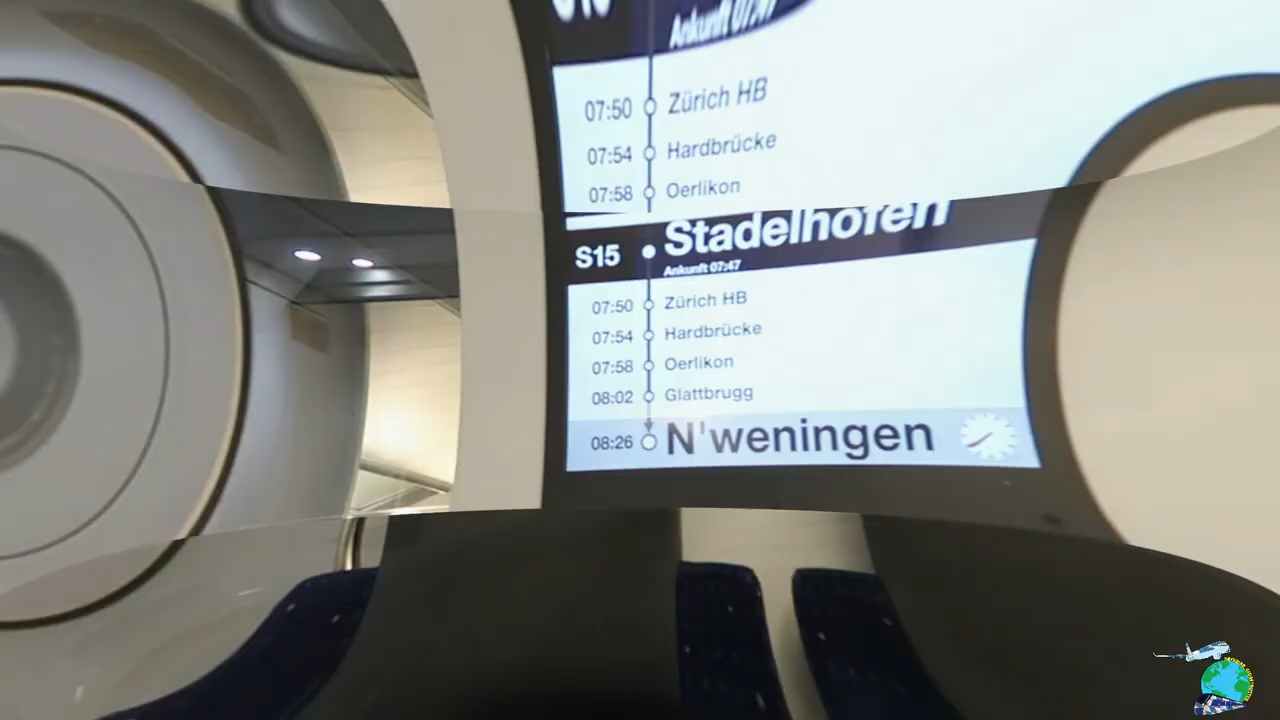 Ankunft 07:47
07:50 Zürich HB
07:54 Hardbrücke
07:58 Oerlikon
S15 Stadelhofen
Ankunft 07:47
07:50 Zürich HB
07:54 Hardbrücke
07:58 Oerlikon
08:02 Glattbrugg
08:26 N'weningen